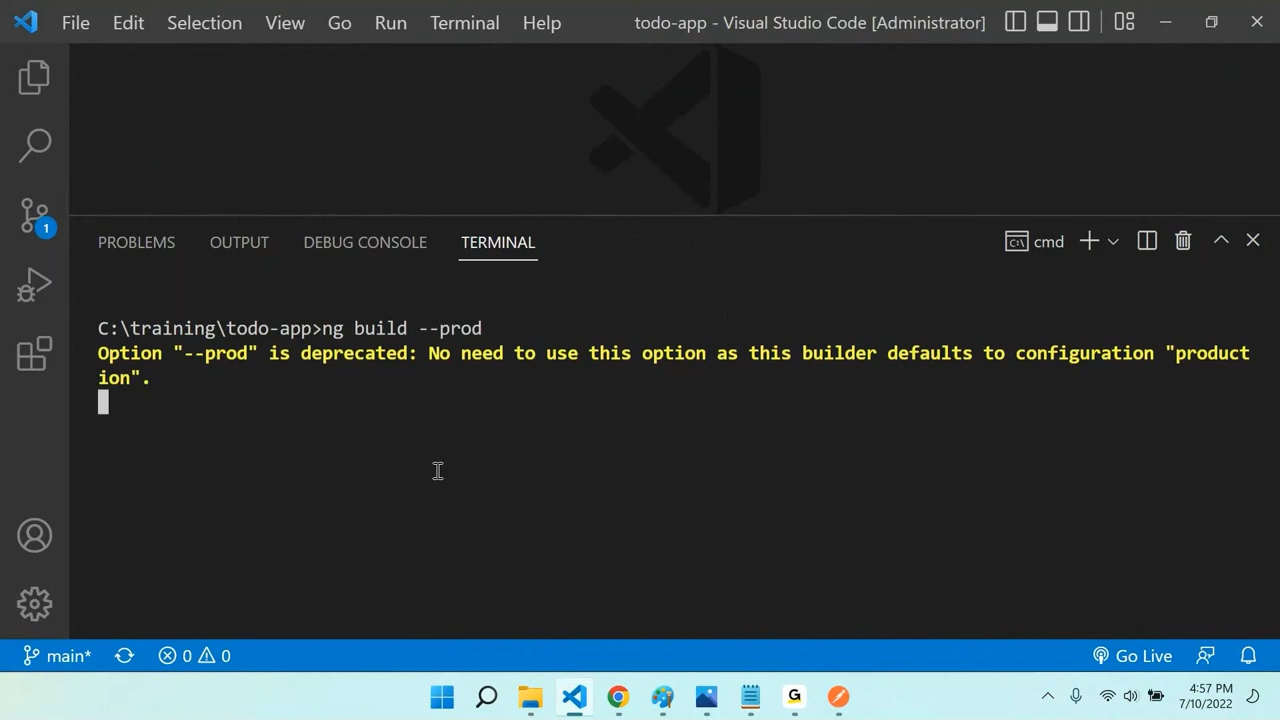 File Edit Selection View Go Run Terminal Help todo-app - Visual Studio Code [Administrator]
1
PROBLEMS OUTPUT DEBUG CONSOLE TERMINAL cmd
C:\training\todo-app>ng build --prod
Option "--prod" is deprecated: No need to use this option as this builder defaults to configuration "product
ion".
main* 0 0 Go Live
G
4:57 PM
7/10/2022